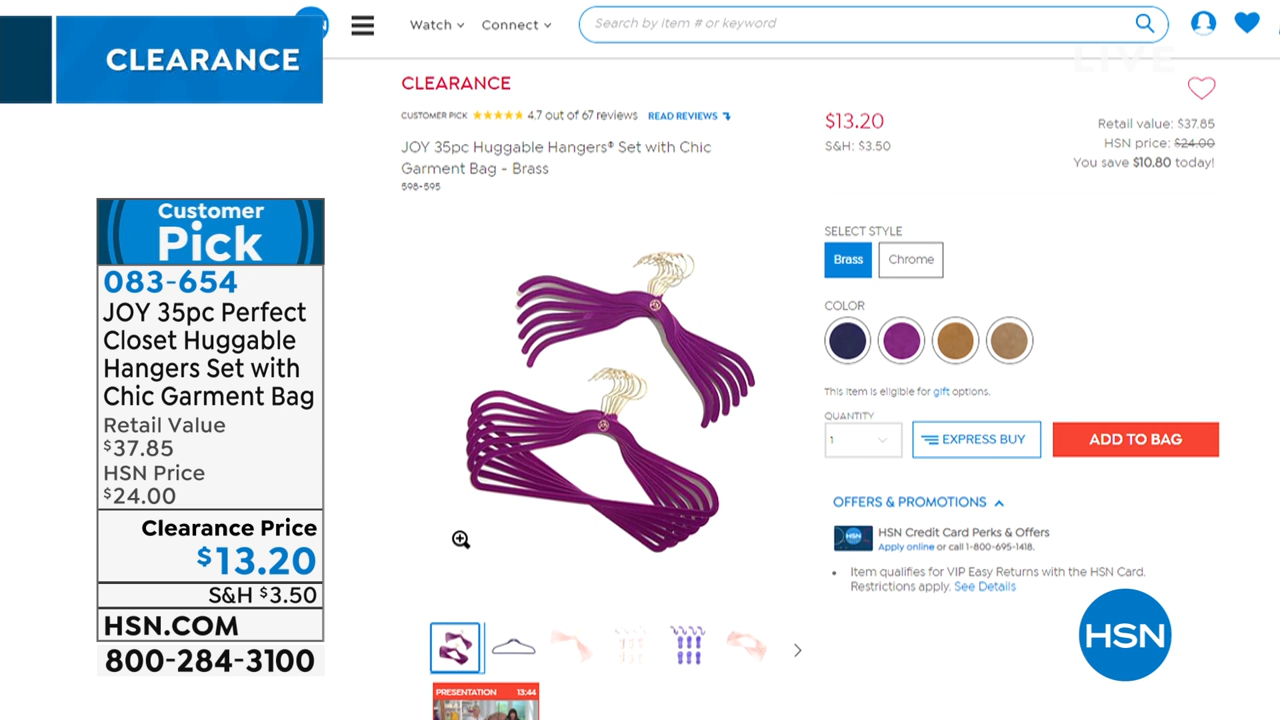 CLEARANCE
Watch
Connect
Search by item # or keyword
LIVE
CLEARANCE
CUSTOMER PICK 4.7 out of 67 reviews READ REVIEWS
JOY 35pc Huggable Hangers® Set with Chic
Garment Bag - Brass
598-595
$13.20
S&H: $3.50
Retail value: $37.85
HSN price: $24.00
You save $10.80 today!
SELECT STYLE
Brass
Chrome
COLOR
This item is eligible for gift options.
QUANTITY
1
EXPRESS BUY
ADD TO BAG
OFFERS & PROMOTIONS
HSN
HSN Credit Card Perks & Offers
Apply online or call 1-800-695-1418.
• Item qualifies for VIP Easy Returns with the HSN Card.
Restrictions apply. See Details
HSN
PRESENTATION 13:44
Customer
Pick
083-654
JOY 35pc Perfect
Closet Huggable
Hangers Set with
Chic Garment Bag
Retail Value
$37.85
HSN Price
$24.00
Clearance Price
$13.20
S&H $3.50
HSN.COM
800-284-3100